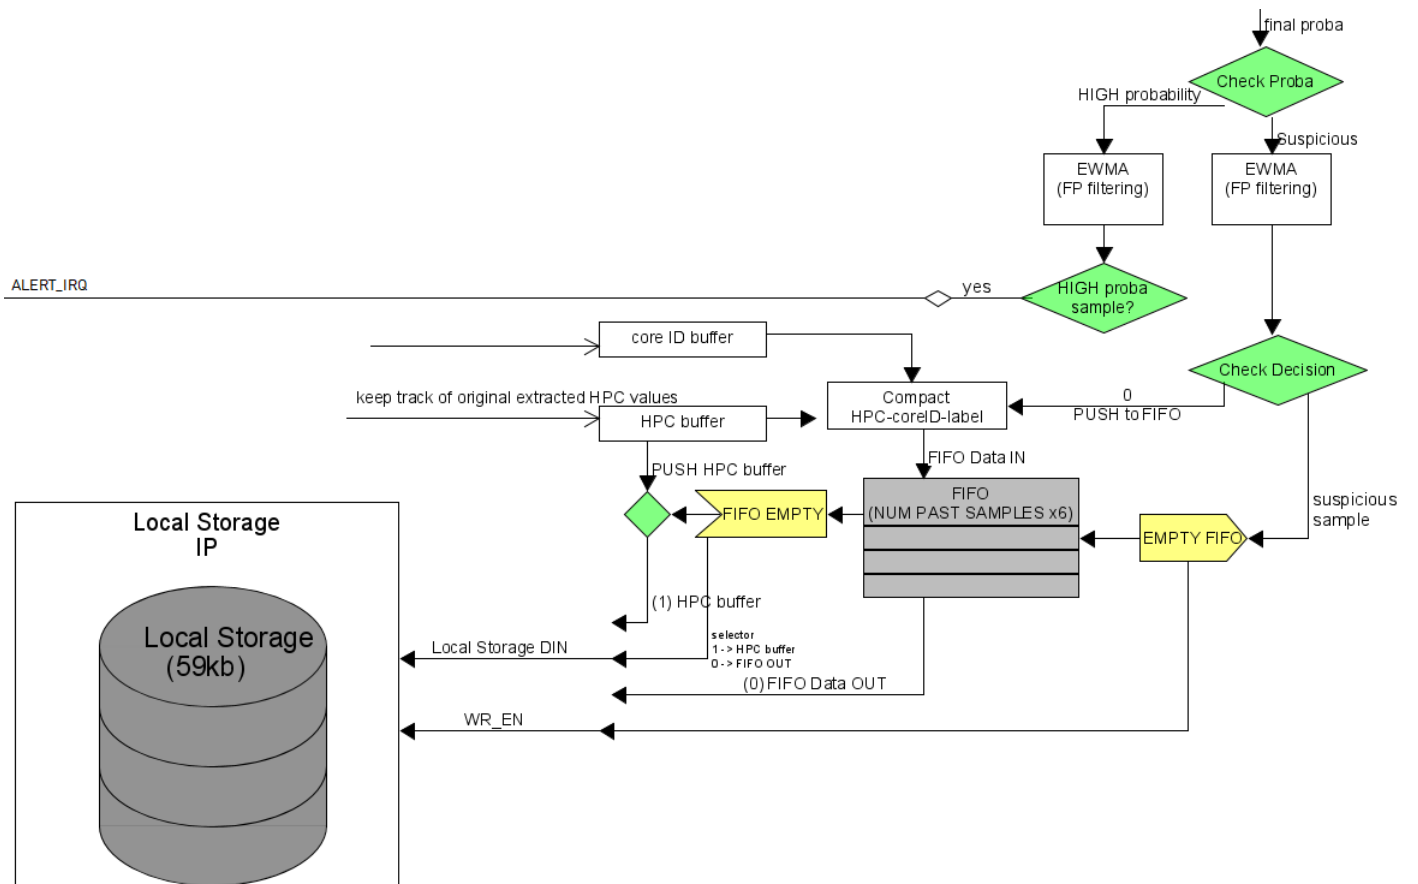 final proba
Check Proba
HIGH probability
Suspicious
EWMA
(FP filtering)
EWMA
(FP filtering)
ALERT_IRQ
yes
HIGH proba
sample?
core ID buffer
Check Decision
keep track of original extracted HPC values
HPC buffer
Compact
HPC-coreID-label
0
PUSH to FIFO
PUSH HPC buffer
FIFO Data IN
FIFO
(NUM PAST SAMPLES x6)
FIFO EMPTY
EMPTY FIFO
suspicious
sample
Local Storage
IP
(1) HPC buffer
selector
1 -> HPC buffer
0 -> FIFO OUT
Local Storage DIN
(0) FIFO Data OUT
WR_EN
Local Storage
(59kb)